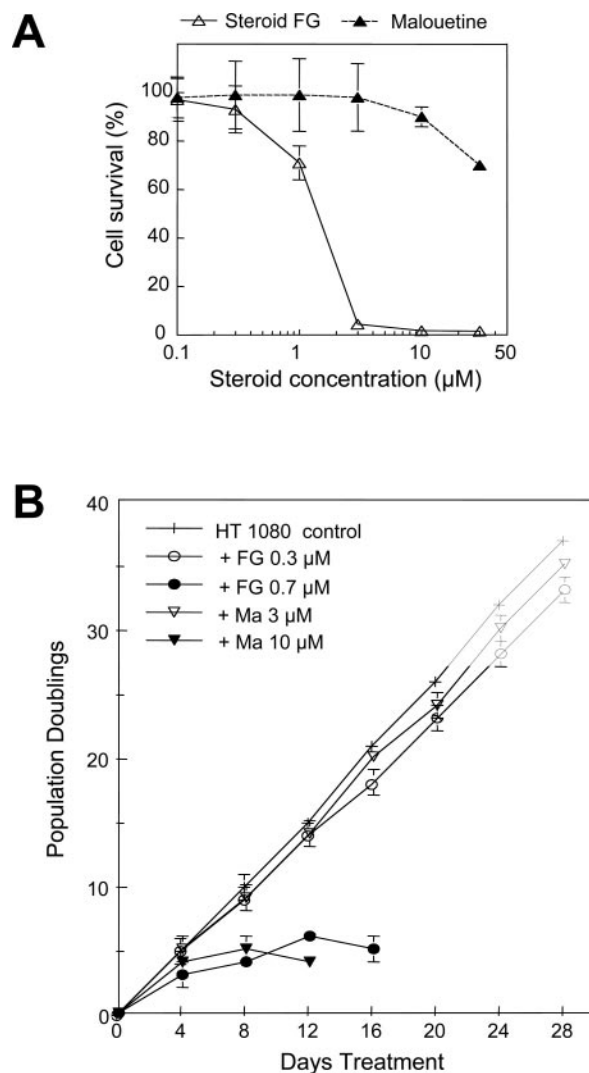 A
Steroid FG Malouetine
Cell survival (%)
100
80
60
40
20
0
0.1 1 10 50
Steroid concentration (µM)
B
Population Doublings
40
30
20
10
0
HT 1080 control
+ FG 0.3 µM
+ FG 0.7 µM
+ Ma 3 µM
+ Ma 10 µM
0 4 8 12 16 20 24 28
Days Treatment